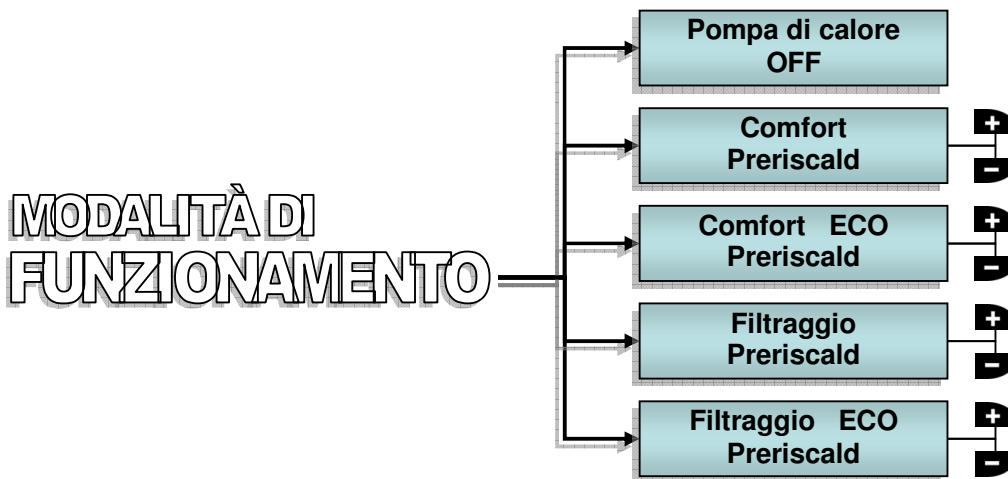 MODALITÀ DI
FUNZIONAMENTO
Pompa di calore
OFF
Comfort
Preriscald
+
-
Comfort ECO
Preriscald
+
-
Filtraggio
Preriscald
+
-
Filtraggio ECO
Preriscald
+
-